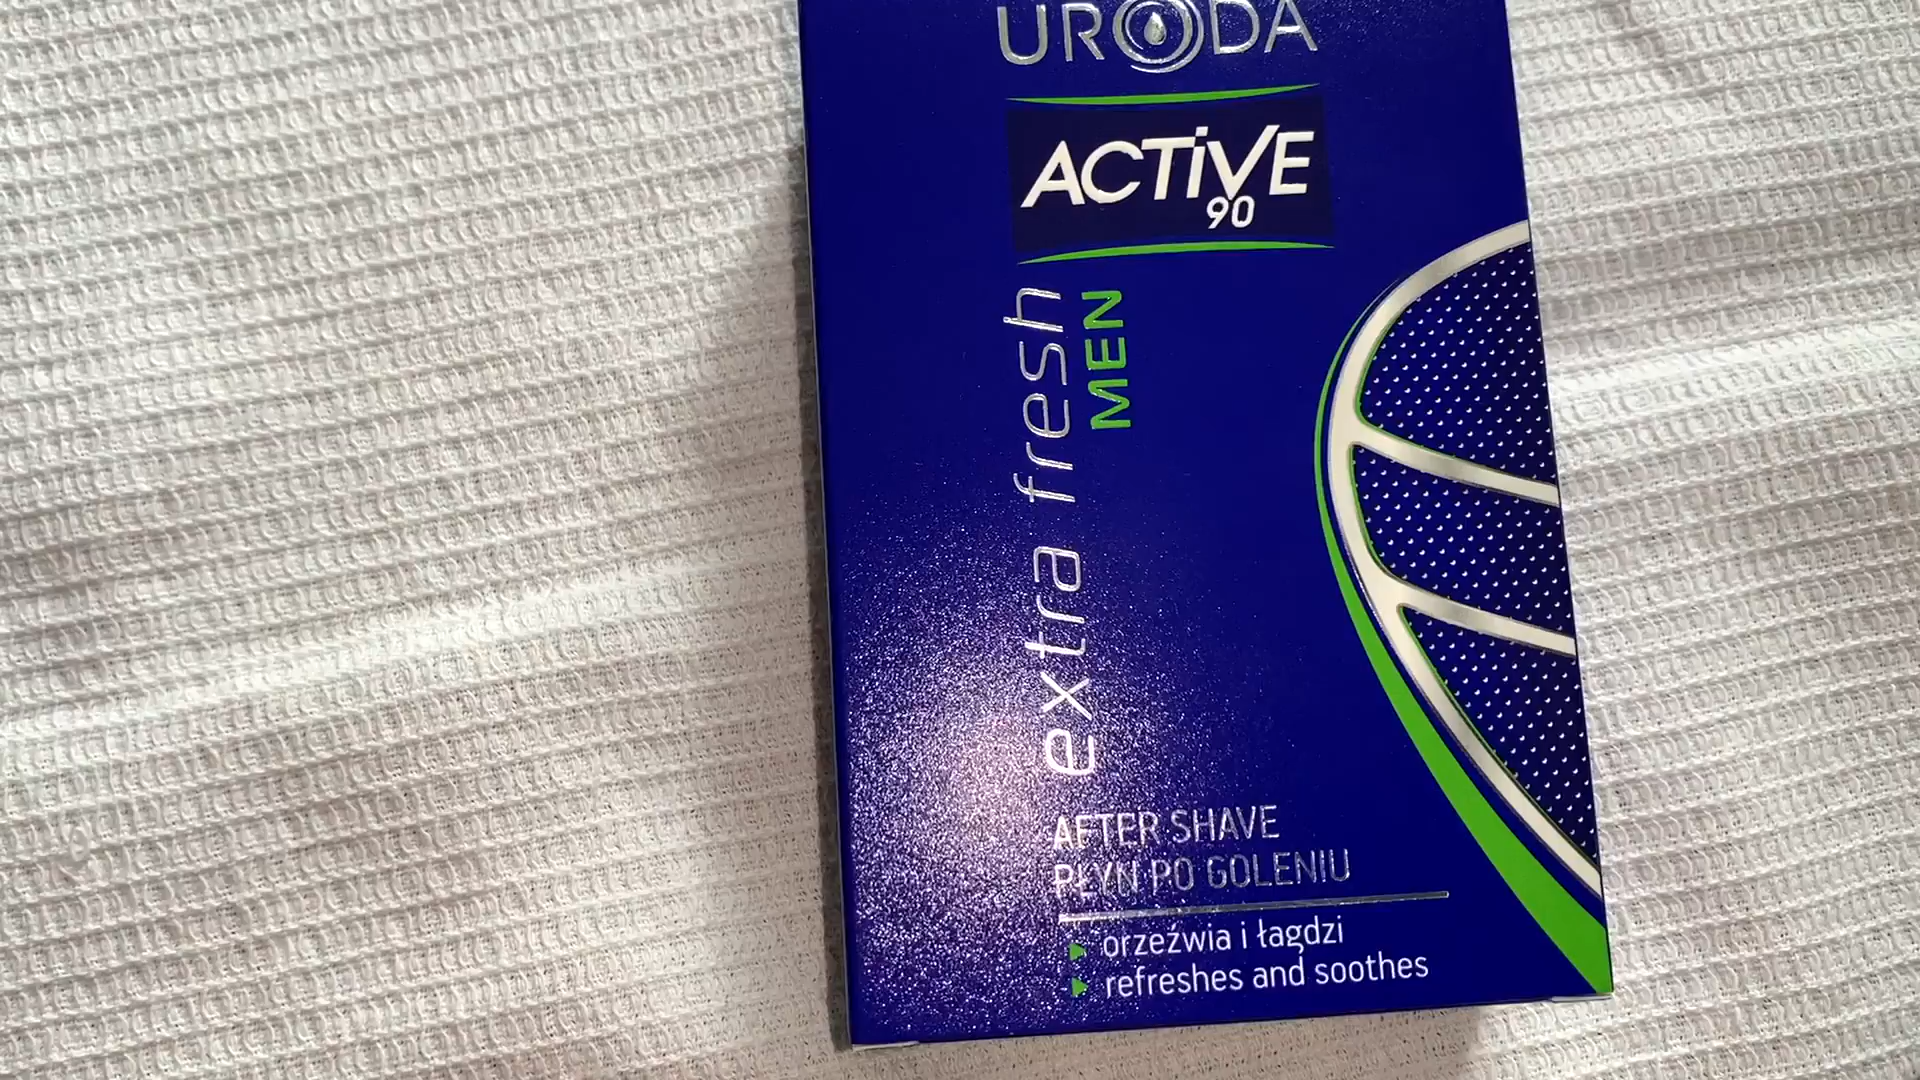 URODA
ACTiVE
90
extra fresh
MEN
AFTER SHAVE
PŁYN PO GOLENIU
orzeźwia i łagdzi
refreshes and soothes